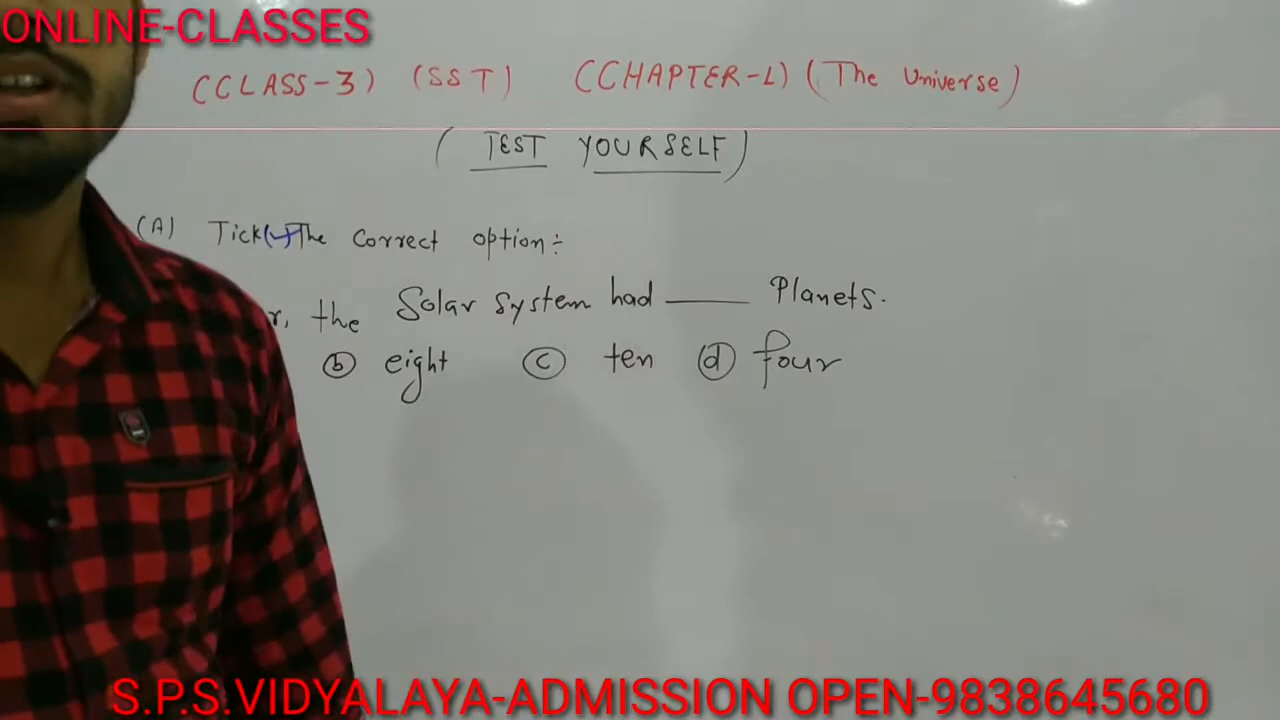 ONLINE-CLASSES
(CLASS-3) (SST) (CHAPTER-1) (The Universe)
(TEST YOURSELF)
(A) Tick(✓) The Correct option:-
r, the Solar system had ____ Planets.
(b) eight (c) ten (d) four
S.P.S.VIDYALAYA-ADMISSION OPEN-9838645680